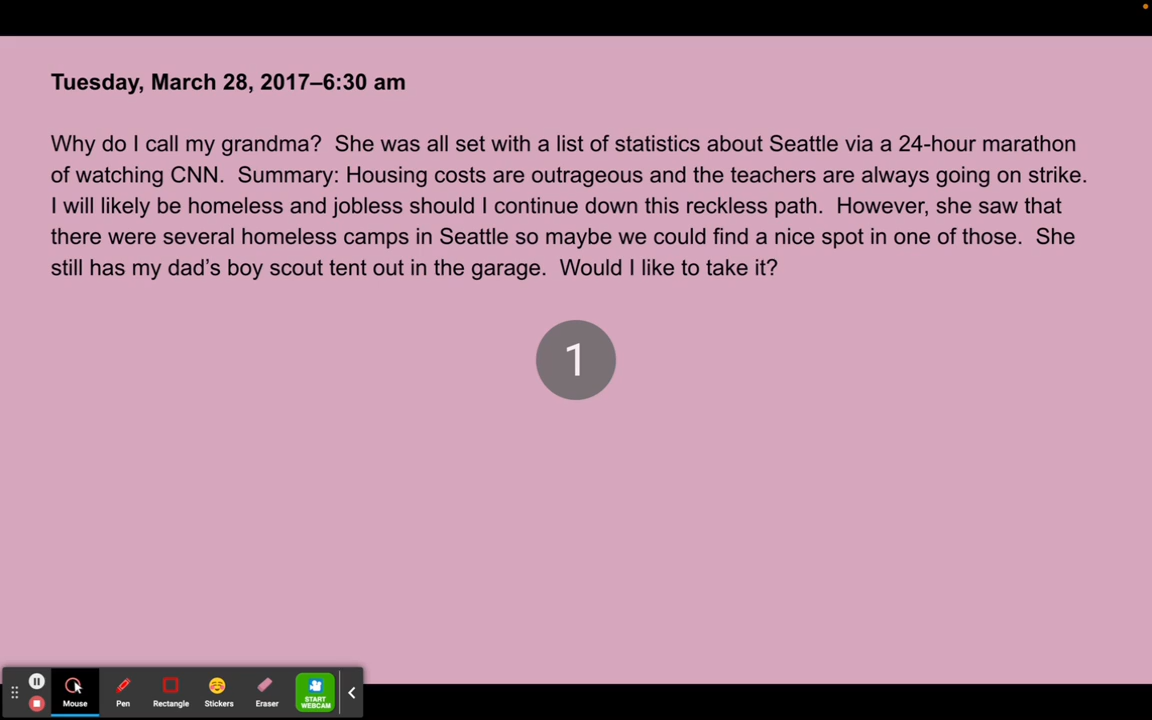 Tuesday, March 28, 2017–6:30 am
Why do I call my grandma?  She was all set with a list of statistics about Seattle via a 24-hour marathon
of watching CNN.  Summary: Housing costs are outrageous and the teachers are always going on strike.
I will likely be homeless and jobless should I continue down this reckless path.  However, she saw that
there were several homeless camps in Seattle so maybe we could find a nice spot in one of those.  She
still has my dad’s boy scout tent out in the garage.  Would I like to take it?
1
Mouse
Pen
Rectangle
Stickers
Eraser
START
WEBCAM